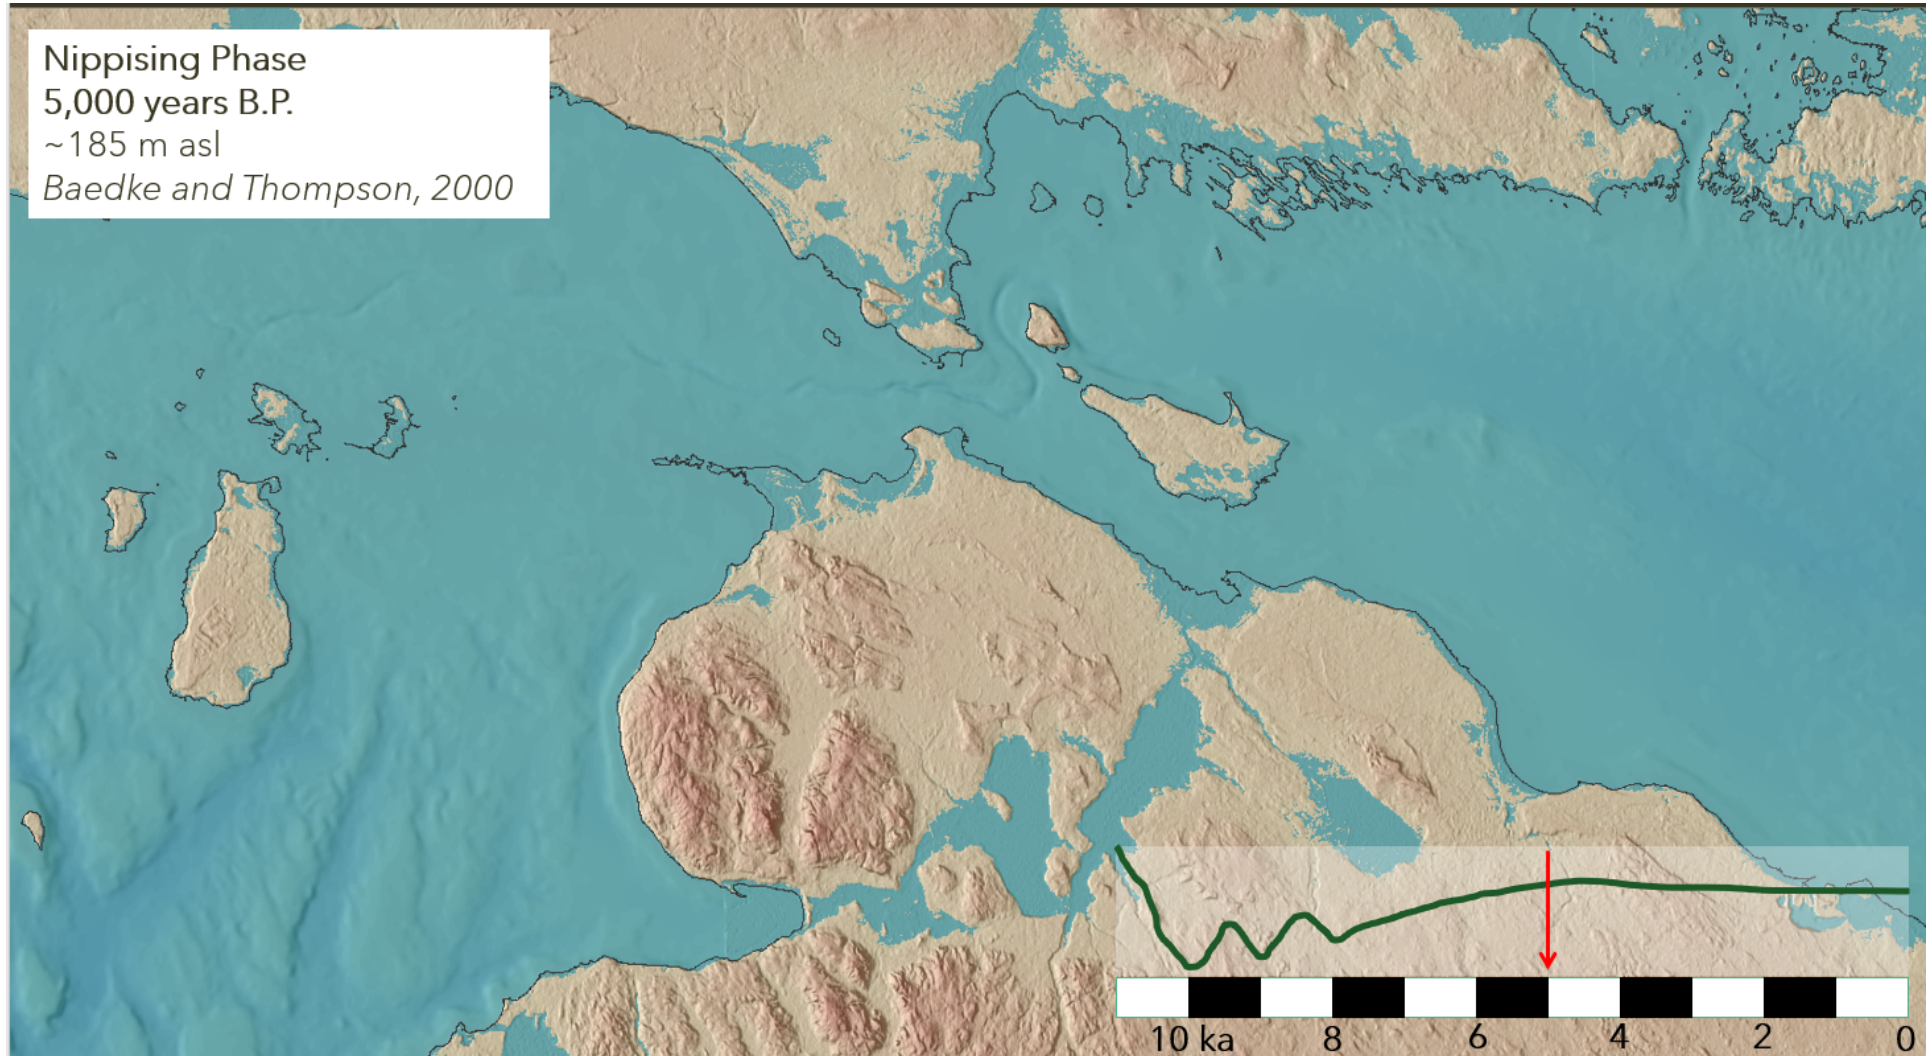 Nippising Phase
5,000 years B.P.
~185 m asl
Baedke and Thompson, 2000
10 ka 8 6 4 2 0